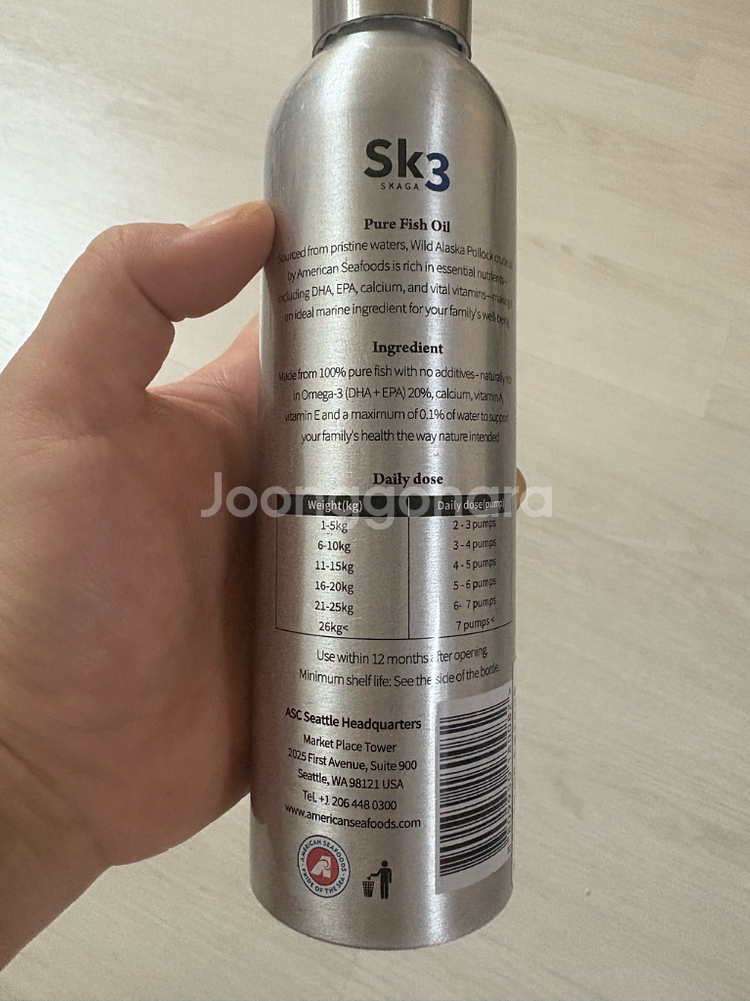 Sk3
SKAGA
Pure Fish Oil
Sourced from pristine waters, Wild Alaska Pollock crude oil
by American Seafoods is rich in essential nutrients—
including DHA, EPA, calcium, and vital vitamins—making it
an ideal marine ingredient for your family's well-being
Ingredient
Made from 100% pure fish with no additives - naturally rich
in Omega-3 (DHA + EPA) 20%, calcium, vitamin A,
vitamin E and a maximum of 0.1% of water to support
your family's health the way nature intended
Daily dose
Joonggonara
Weight(kg) Daily dose(pump)
1-5kg 2 - 3 pumps
6-10kg 3 - 4 pumps
11-15kg 4 - 5 pumps
16-20kg 5 - 6 pumps
21-25kg 6- 7 pumps
26kg< 7 pumps <
Use within 12 months after opening.
Minimum shelf life: See the side of the bottle.
ASC Seattle Headquarters
Market Place Tower
2025 First Avenue, Suite 900
Seattle, WA 98121 USA
Tel. +1 206 448 0300
www.americanseafoods.com
AMERICAN SEAFOODS
PRIDE OF THE SEA